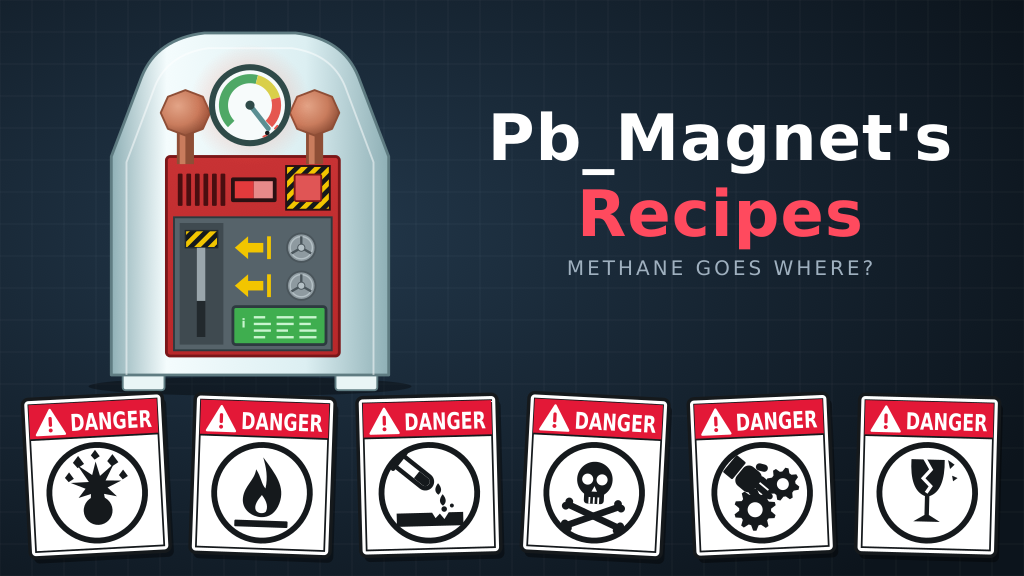 Pb_Magnet's
Recipes
METHANE GOES WHERE?
i
DANGER
DANGER
DANGER
DANGER
DANGER
DANGER